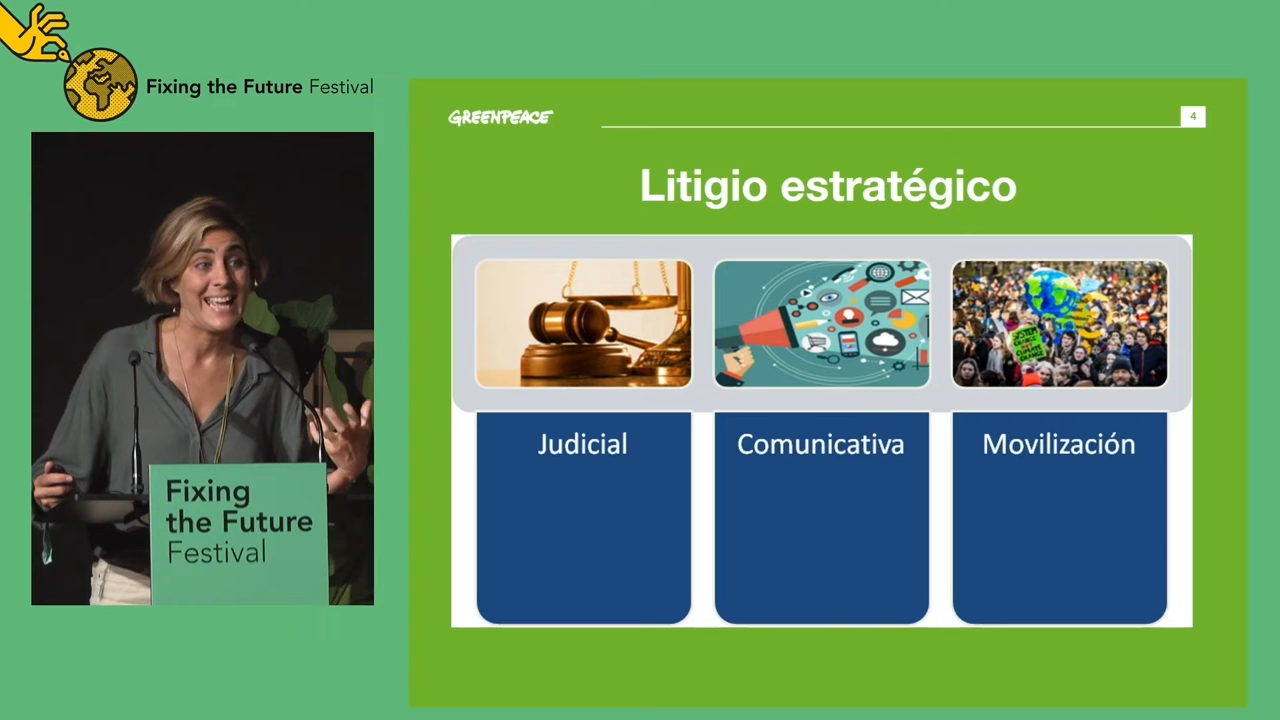 Fixing the Future Festival
GREENPEACE
4
Litigio estratégico
Judicial
Comunicativa
Movilización
Fixing
the Future
Festival